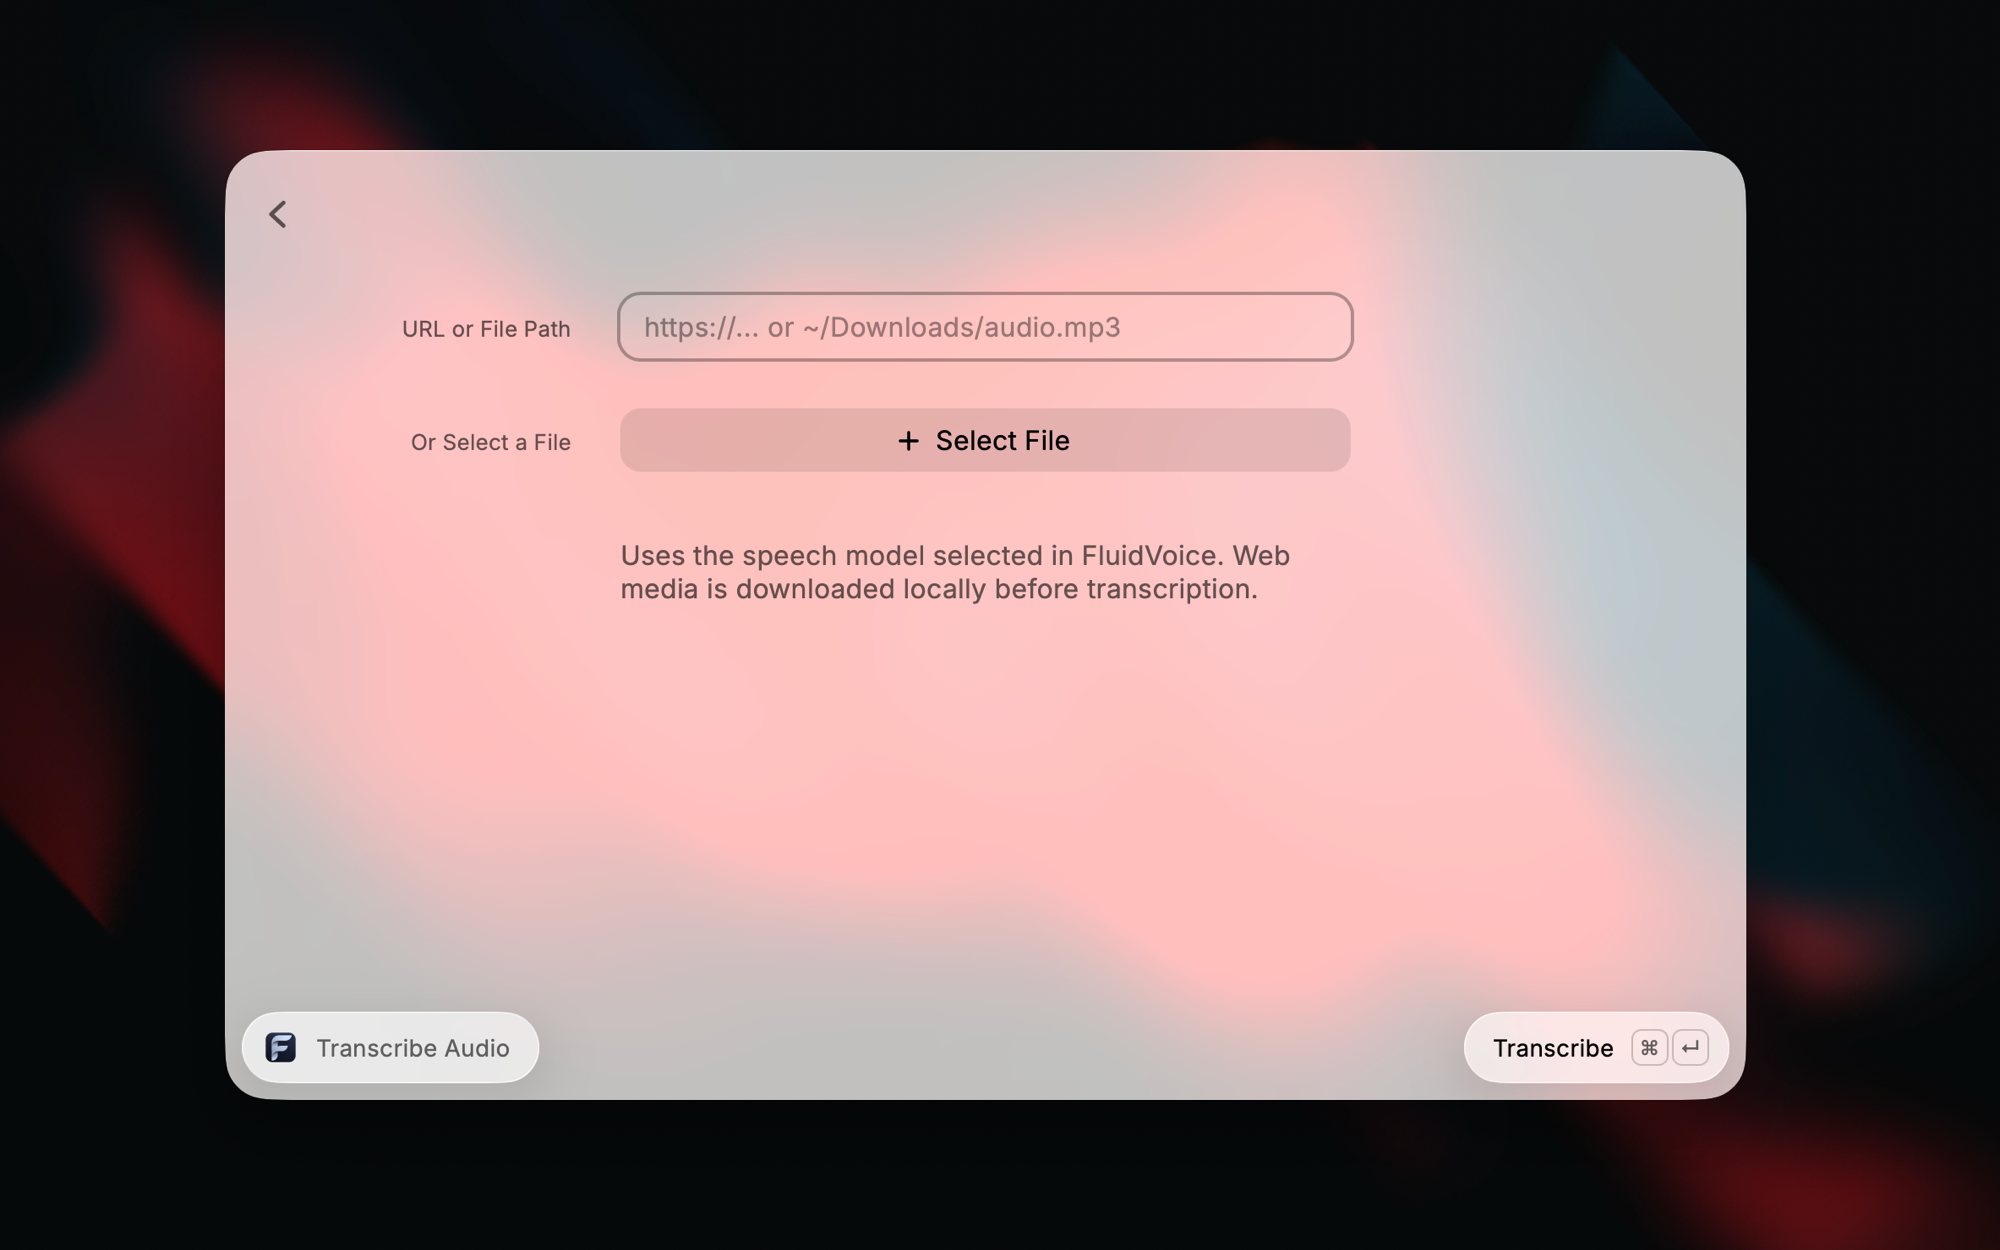 URL or File Path
https://... or ~/Downloads/audio.mp3
Or Select a File
+ Select File
Uses the speech model selected in FluidVoice. Web
media is downloaded locally before transcription.
Transcribe Audio
Transcribe ⌘ ↵